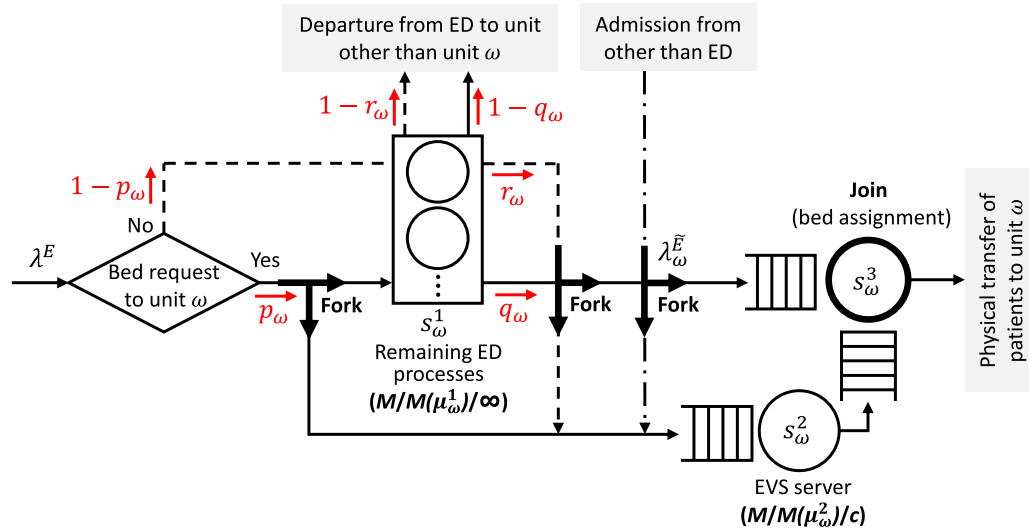 Departure from ED to unit
other than unit ω
Admission from
other than ED
1 − r_ω
1 − q_ω
1 − p_ω
r_ω
No
λ^E
Bed request
to unit ω
Yes
p_ω
Fork
s_ω^1
q_ω
Fork
λ_ω^Ẽ
Fork
Join
(bed assignment)
s_ω^3
Physical transfer of
patients to unit ω
Remaining ED
processes
(M/M(μ_ω^1)/∞)
s_ω^2
EVS server
(M/M(μ_ω^2)/c)